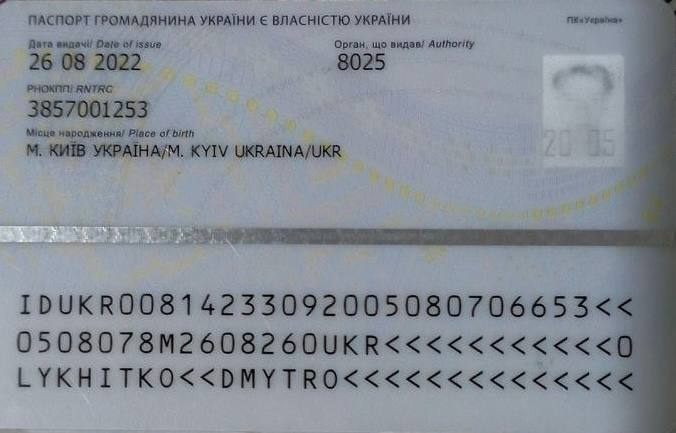 ПАСПОРТ ГРОМАДЯНИНА УКРАЇНИ Є ВЛАСНІСТЮ УКРАЇНИ
ПК«Україна»
Дата видачі/ Date of issue
Орган, що видав/ Authority
26 08 2022
8025
РНОКПП/ RNTRC
3857001253
Місце народження/ Place of birth
М. КИЇВ УКРАЇНА/M. KYIV UKRAINA/UKR
20 05
IDUKR00814233092005080706653<<
0508078M2608260UKR<<<<<<<<<<<0
LYKHITKO<<DMYTRO<<<<<<<<<<<<<<